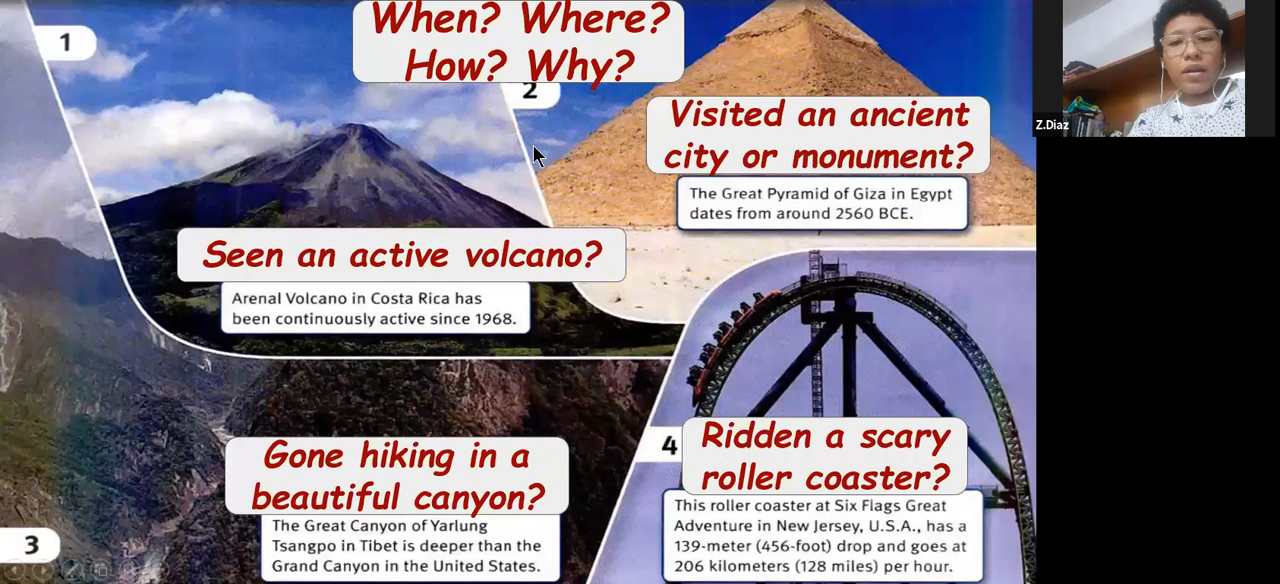 1
When? Where?
How? Why?
2
Visited an ancient
city or monument?
The Great Pyramid of Giza in Egypt
dates from around 2560 BCE.
Z.Diaz
Seen an active volcano?
Arenal Volcano in Costa Rica has
been continuously active since 1968.
3
Gone hiking in a
beautiful canyon?
The Great Canyon of Yarlung
Tsangpo in Tibet is deeper than the
Grand Canyon in the United States.
4
Ridden a scary
roller coaster?
This roller coaster at Six Flags Great
Adventure in New Jersey, U.S.A., has a
139-meter (456-foot) drop and goes at
206 kilometers (128 miles) per hour.